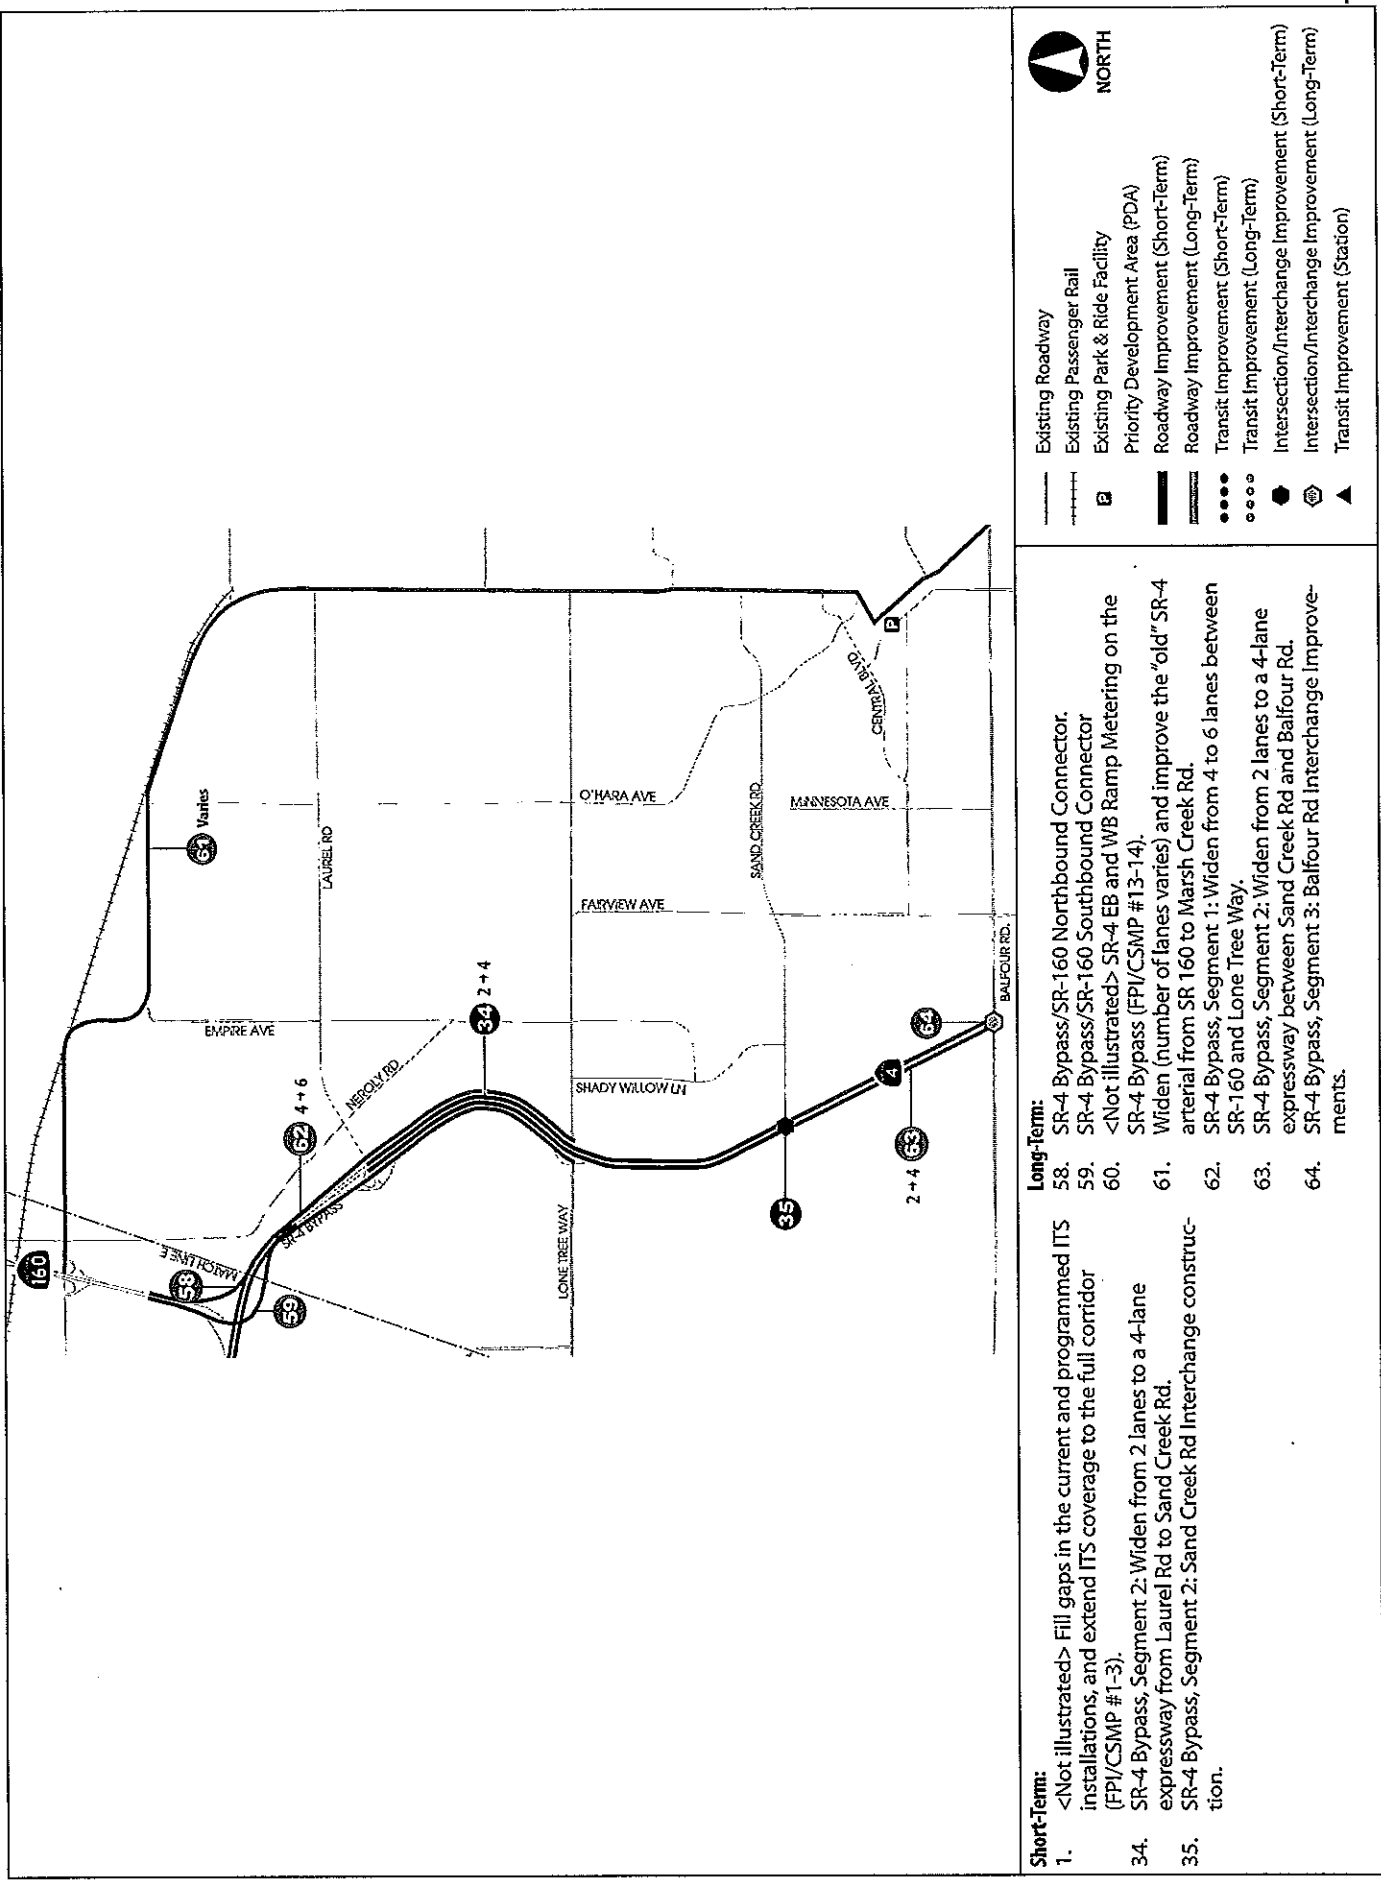 160
MATCH LINE E
58
59
SR-4 BYPASS
62 4→6
NEROLY RD
LAUREL RD
EMPIRE AVE
61 Varies
34 2→4
LONE TREE WAY
SHADY WILLOW LN
FAIRVIEW AVE
O'HARA AVE
SAND CREEK RD
MINNESOTA AVE
CENTRAL BLVD
P
35
4
2→4 63
64
BALFOUR RD.
Short-Term:
1. <Not illustrated> Fill gaps in the current and programmed ITS
installations, and extend ITS coverage to the full corridor
(FPI/CSMP #1-3).
34. SR-4 Bypass, Segment 2: Widen from 2 lanes to a 4-lane
expressway from Laurel Rd to Sand Creek Rd.
35. SR-4 Bypass, Segment 2: Sand Creek Rd Interchange construc-
tion.
Long-Term:
58. SR-4 Bypass/SR-160 Northbound Connector.
59. SR-4 Bypass/SR-160 Southbound Connector
60. <Not illustrated> SR-4 EB and WB Ramp Metering on the
SR-4 Bypass (FPI/CSMP #13-14).
61. Widen (number of lanes varies) and improve the "old" SR-4
arterial from SR 160 to Marsh Creek Rd.
62. SR-4 Bypass, Segment 1: Widen from 4 to 6 lanes between
SR-160 and Lone Tree Way.
63. SR-4 Bypass, Segment 2: Widen from 2 lanes to a 4-lane
expressway between Sand Creek Rd and Balfour Rd.
64. SR-4 Bypass, Segment 3: Balfour Rd Interchange Improve-
ments.
Existing Roadway
Existing Passenger Rail
P Existing Park & Ride Facility
Priority Development Area (PDA)
Roadway Improvement (Short-Term)
Roadway Improvement (Long-Term)
Transit Improvement (Short-Term)
Transit Improvement (Long-Term)
Intersection/Interchange Improvement (Short-Term)
Intersection/Interchange Improvement (Long-Term)
Transit Improvement (Station)
NORTH